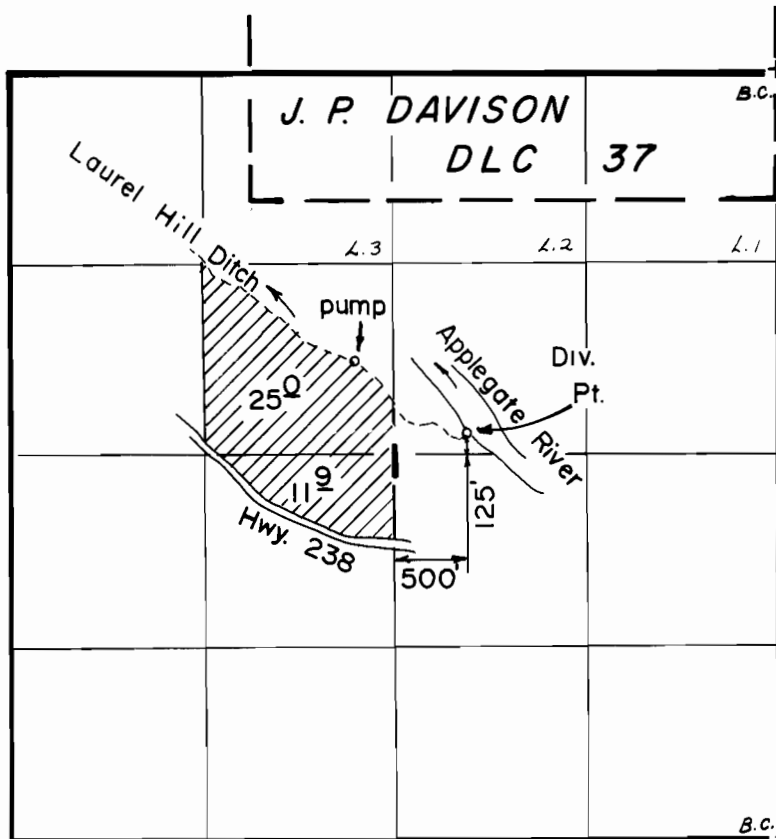 B.C.
J. P. DAVISON
DLC 37
Laurel Hill Ditch
L.3
L.2
L.1
pump
Applegate River
Div.
Pt.
25 0
11 9
Hwy. 238
125'
500'
B.C.